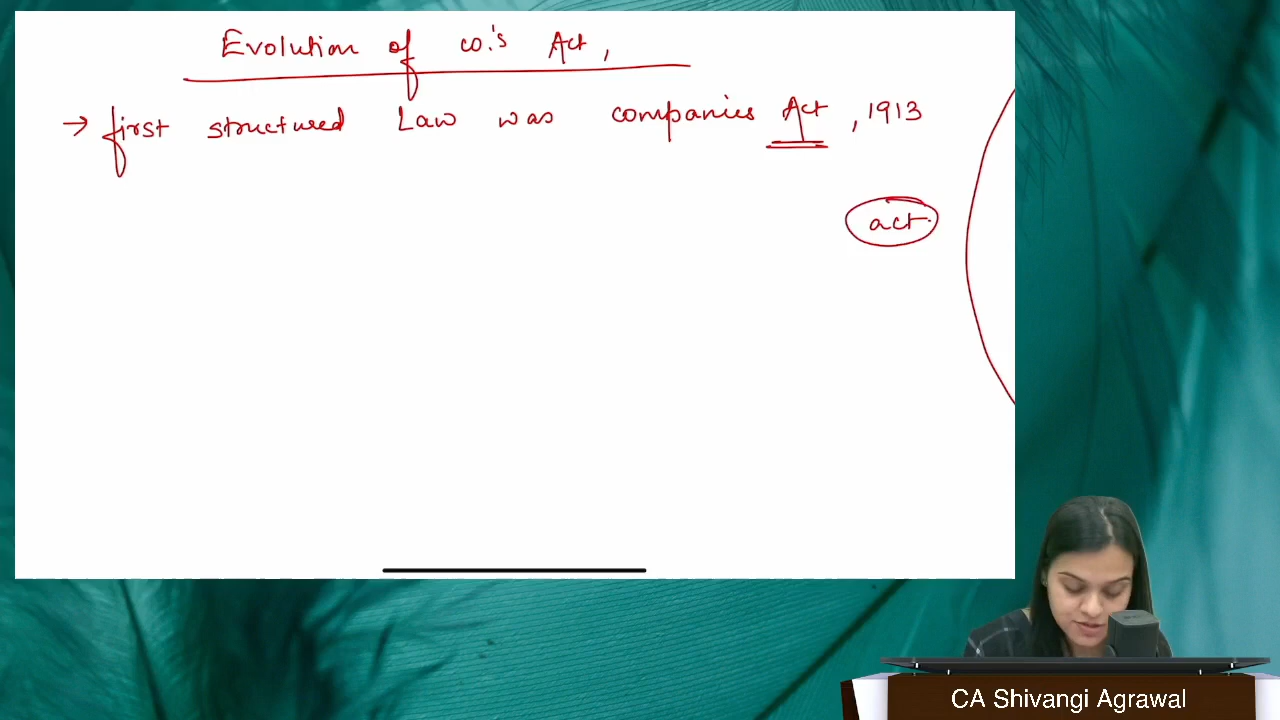 Evolution of co.'s Act,
→ first structured Law was companies Act, 1913
act.
CA Shivangi Agrawal